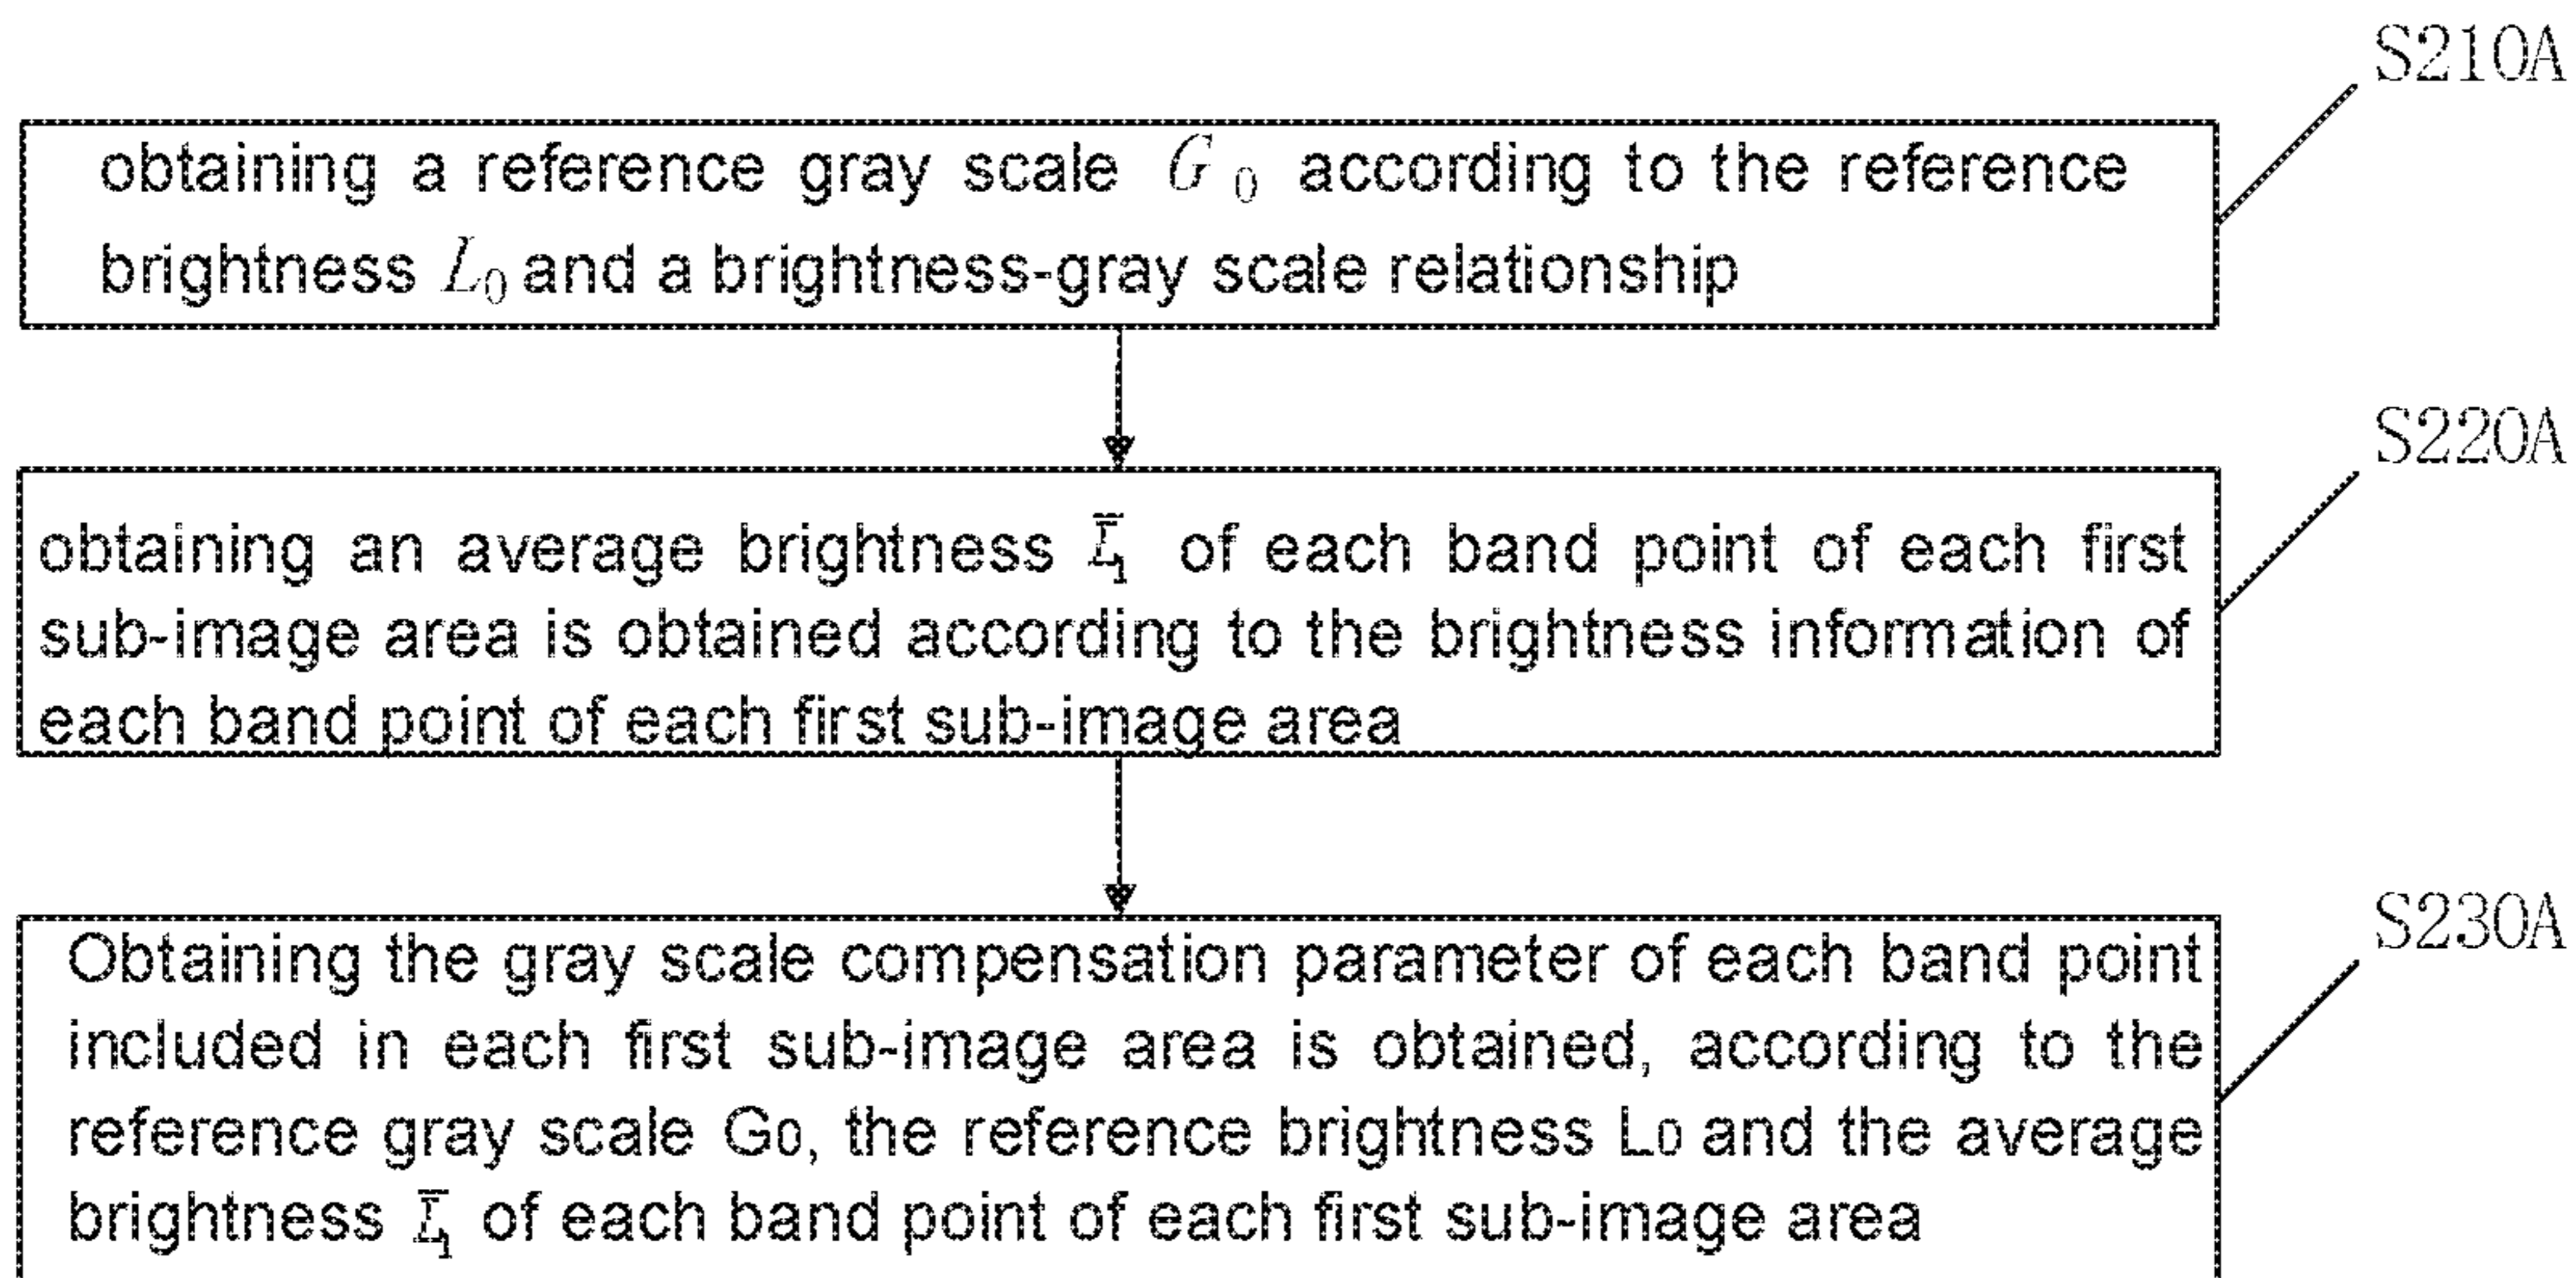 S210A
obtaining a reference gray scale G₀ according to the reference
brightness L₀ and a brightness-gray scale relationship
S220A
obtaining an average brightness L̄₁ of each band point of each first
sub-image area is obtained according to the brightness information of
each band point of each first sub-image area
S230A
Obtaining the gray scale compensation parameter of each band point
included in each first sub-image area is obtained, according to the
reference gray scale G0, the reference brightness L0 and the average
brightness L̄₁ of each band point of each first sub-image area